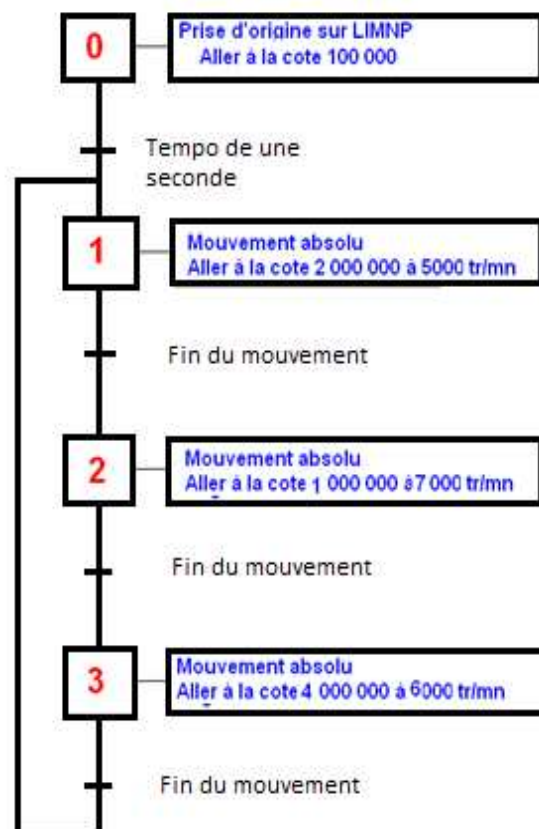 0
Prise d'origine sur LIMNP
Aller à la cote 100 000
Tempo de une
seconde
1
Mouvement absolu
Aller à la cote 2 000 000 à 5000 tr/mn
Fin du mouvement
2
Mouvement absolu
Aller à la cote 1 000 000 à7 000 tr/mn
Fin du mouvement
3
Mouvement absolu
Aller à la cote 4 000 000 à 6000 tr/mn
Fin du mouvement